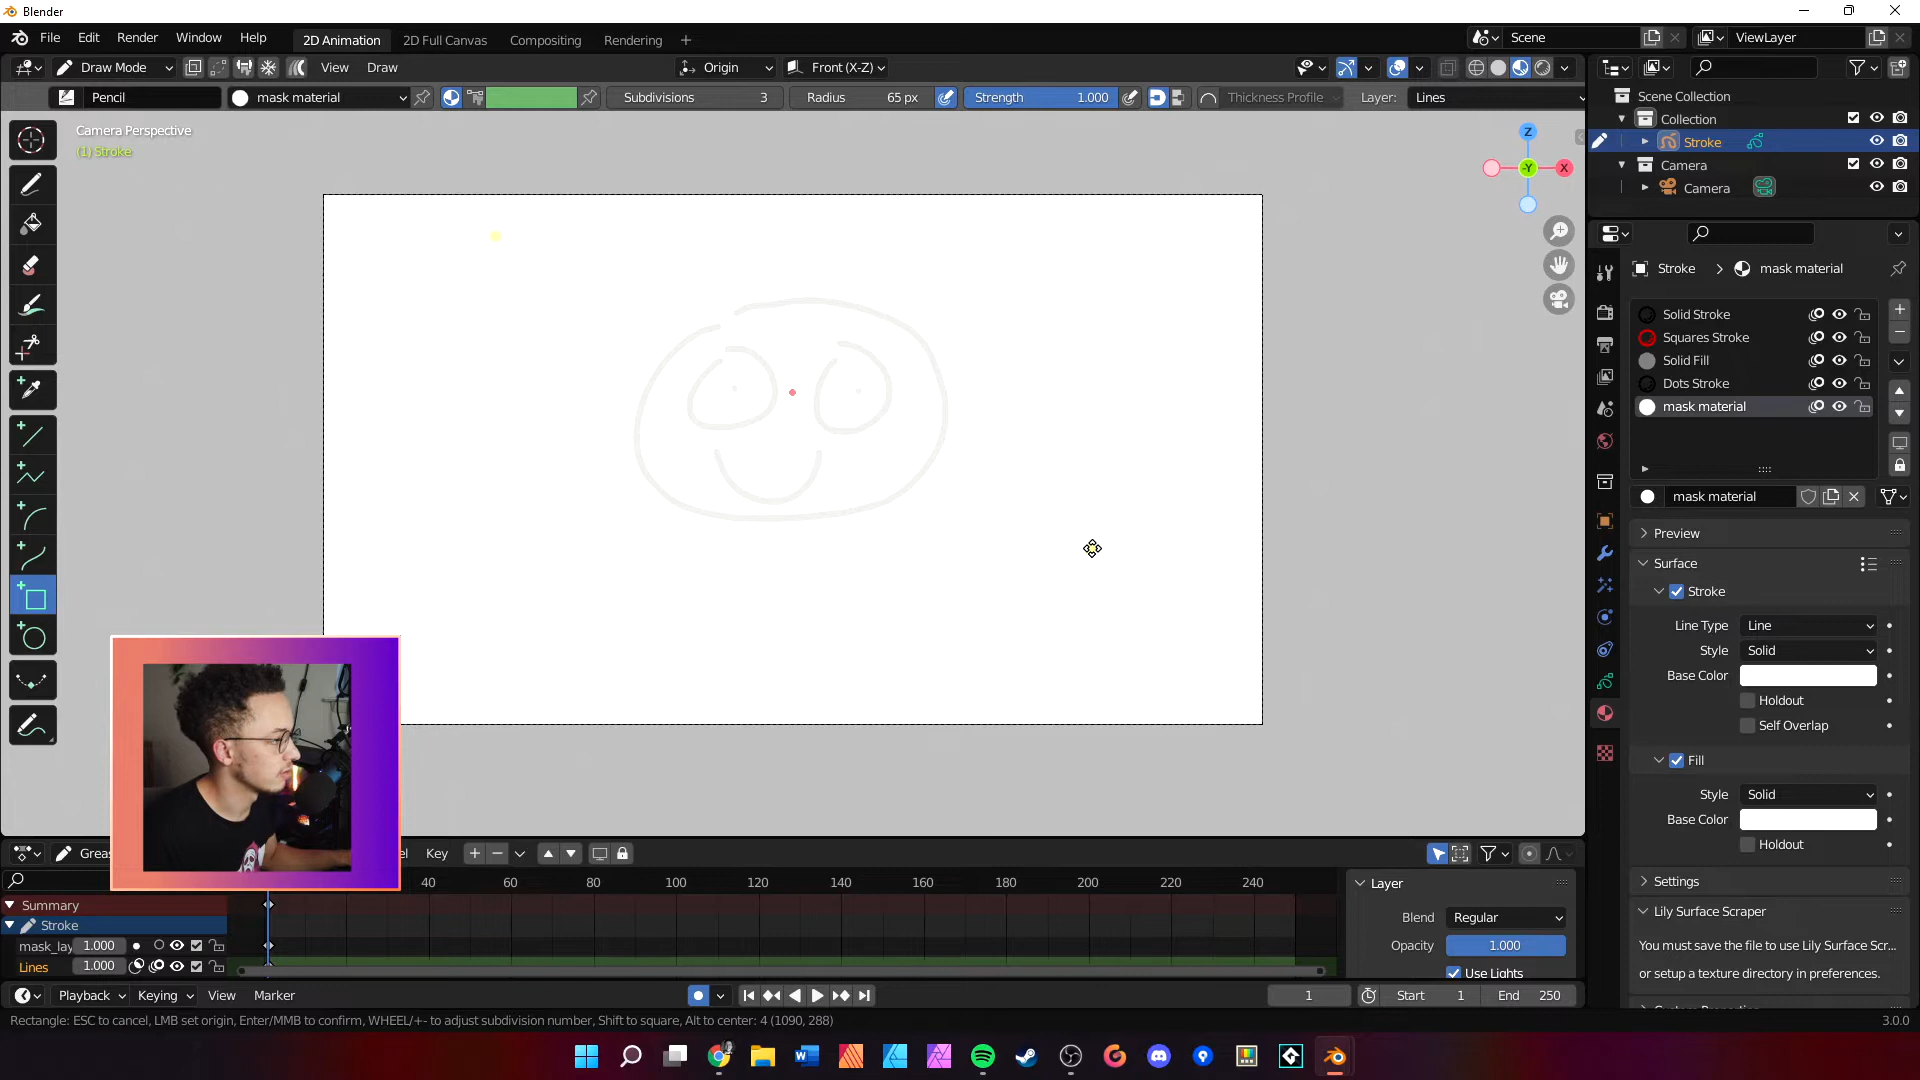 Blender
File Edit Render Window Help 2D Animation 2D Full Canvas Compositing Rendering Scene ViewLayer
Draw Mode View Draw Origin Front (X-Z)
Pencil mask material Subdivisions 3 Radius 65 px Strength 1.000 Thickness Profile Layer: Lines
Camera Perspective
(1) Stroke
Z
-Y X
Scene Collection
Collection
Stroke
Camera
Camera
Stroke > mask material
Solid Stroke
Squares Stroke
Solid Fill
Dots Stroke
mask material
mask material
Preview
Surface
Stroke
Line Type Line
Style Solid
Base Color
Holdout
Self Overlap
Fill
Style Solid
Base Color
Holdout
Settings
Lily Surface Scraper
You must save the file to use Lily Surface Scr...
or setup a texture directory in preferences.
Key
40 60 80 100 120 140 160 180 200 220 240
Summary
Stroke
mask_lay 1.000
Lines 1.000
Layer
Blend Regular
Opacity 1.000
Use Lights
Playback Keying View Marker 1 Start 1 End 250
Rectangle: ESC to cancel, LMB set origin, Enter/MMB to confirm, WHEEL/+- to adjust subdivision number, Shift to square, Alt to center: 4 (1090, 288)
3.0.0